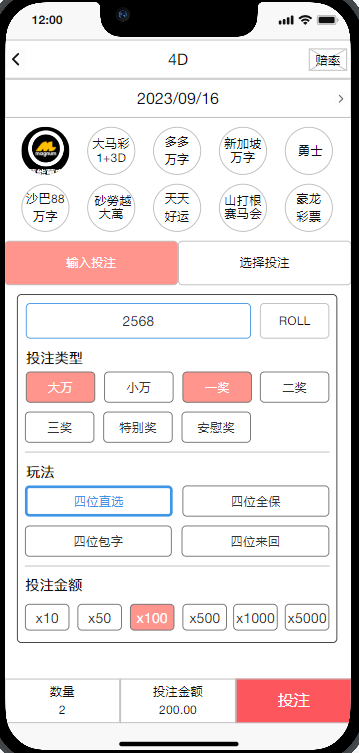 12:00
4D
赔率
2023/09/16
magnum
大马彩
1+3D
多多
万字
新加坡
万字
勇士
沙巴88
万字
砂勞越
大萬
天天
好运
山打根
赛马会
豪龙
彩票
输入投注
选择投注
2568
ROLL
投注类型
大万
小万
一奖
二奖
三奖
特别奖
安慰奖
玩法
四位直选
四位全保
四位包字
四位来回
投注金额
x10
x50
x100
x500
x1000
x5000
数量
2
投注金额
200.00
投注